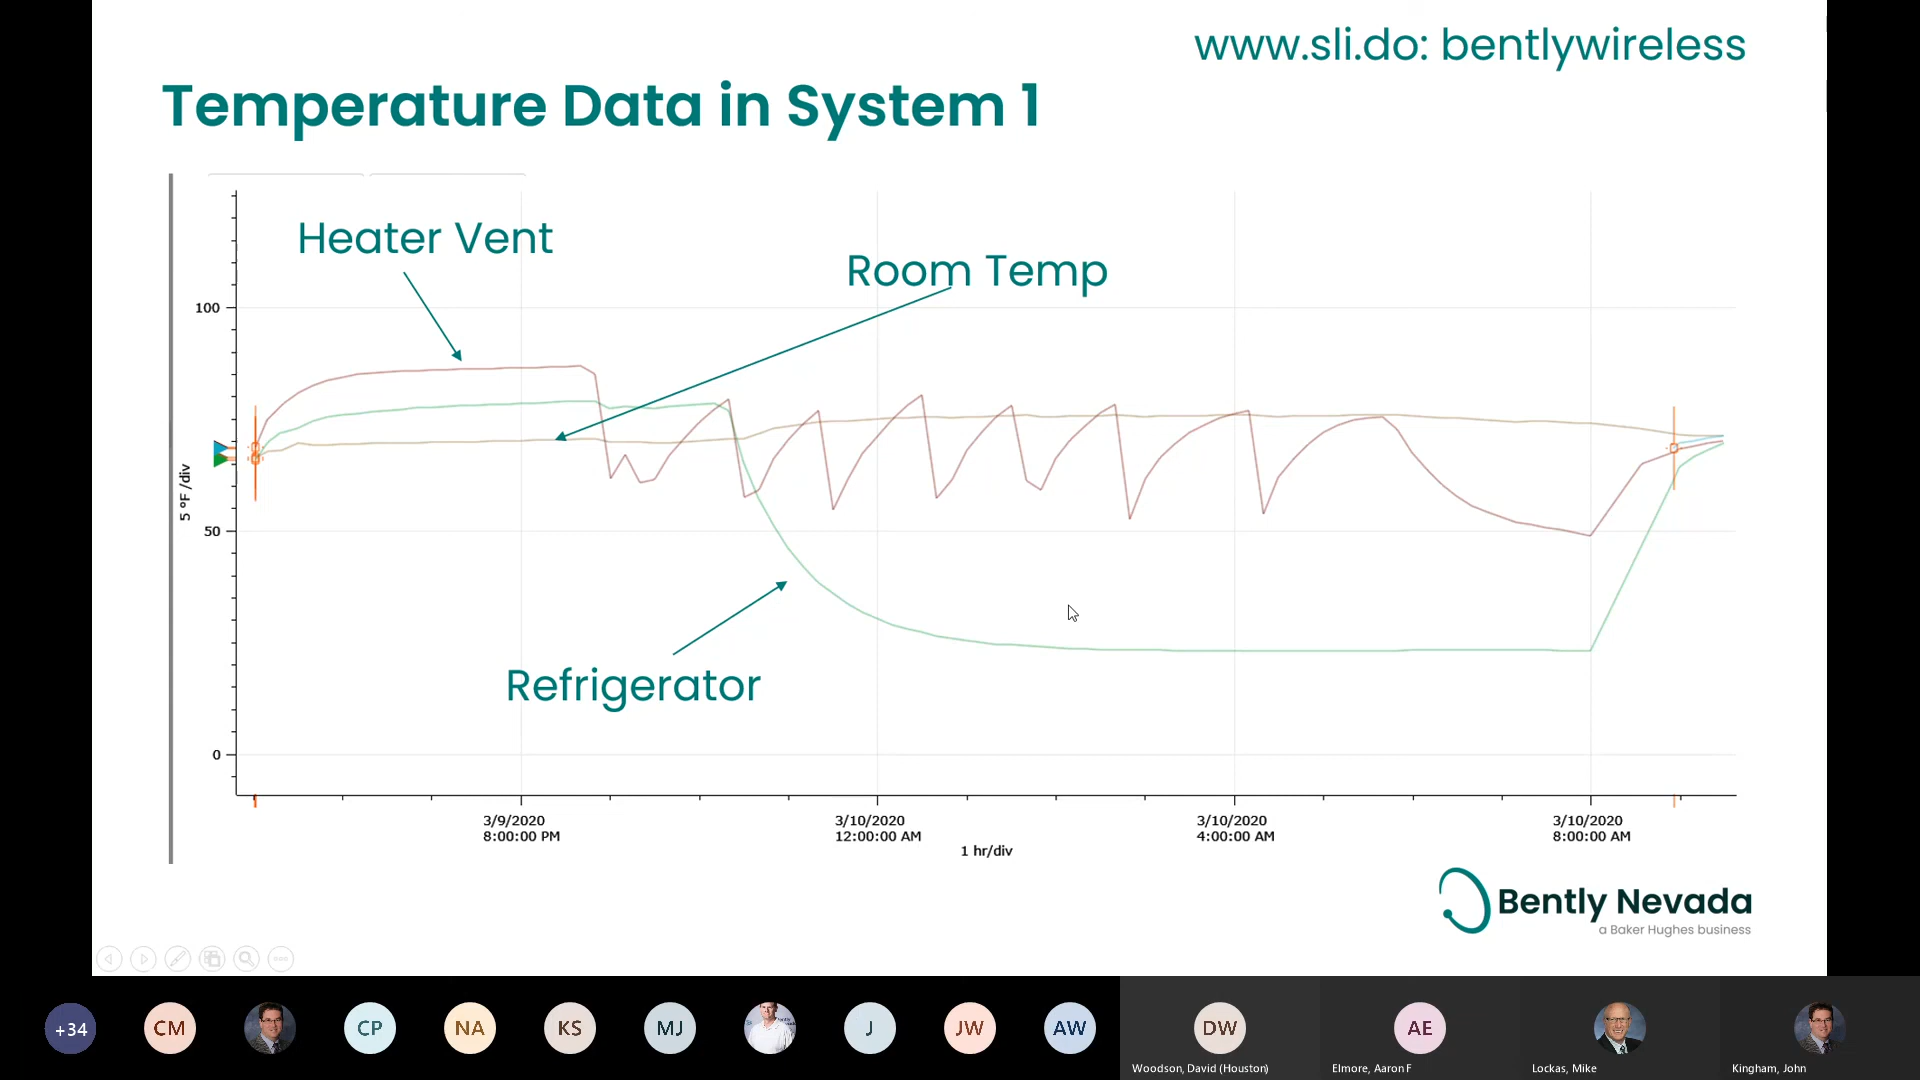 www.sli.do: bentlywireless
Temperature Data in System 1
Heater Vent
Room Temp
100
5 °F /div
50
Refrigerator
0
3/9/2020
8:00:00 PM
3/10/2020
12:00:00 AM
3/10/2020
4:00:00 AM
3/10/2020
8:00:00 AM
1 hr/div
Bently Nevada
a Baker Hughes business
+34
CM
CP
NA
KS
MJ
J
JW
AW
DW
AE
Woodson, David (Houston)
Elmore, Aaron F
Lockas, Mike
Kingham, John